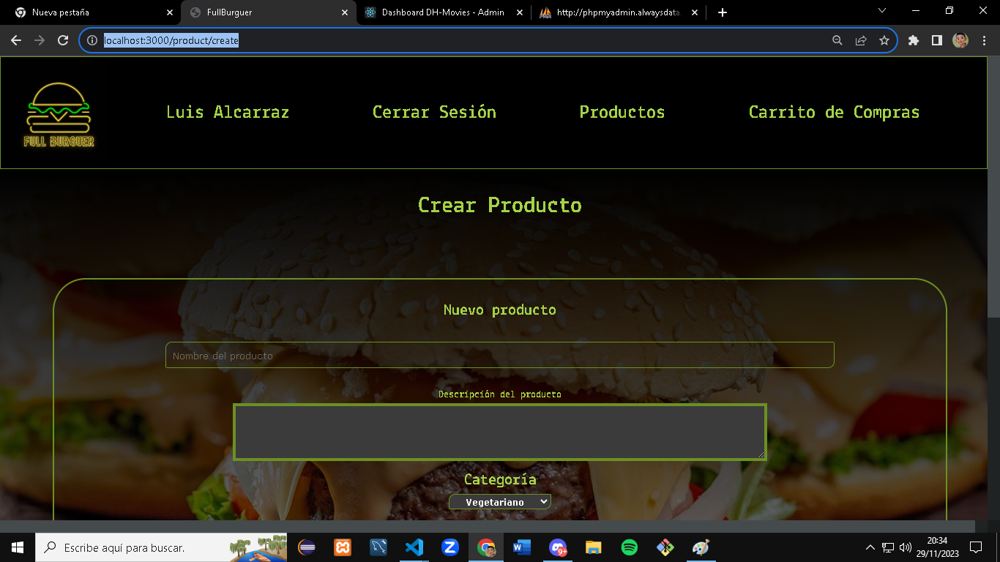 Nueva pestaña
FullBurguer
Dashboard DH-Movies - Admin
http://phpmyadmin.alwaysdata.
localhost:3000/product/create
FULL BURGUER
Luis Alcarraz
Cerrar Sesión
Productos
Carrito de Compras
Crear Producto
Nuevo producto
Nombre del producto
Descripción del producto
Categoría
Vegetariano
Escribe aquí para buscar.
W
9+
20:34
29/11/2023